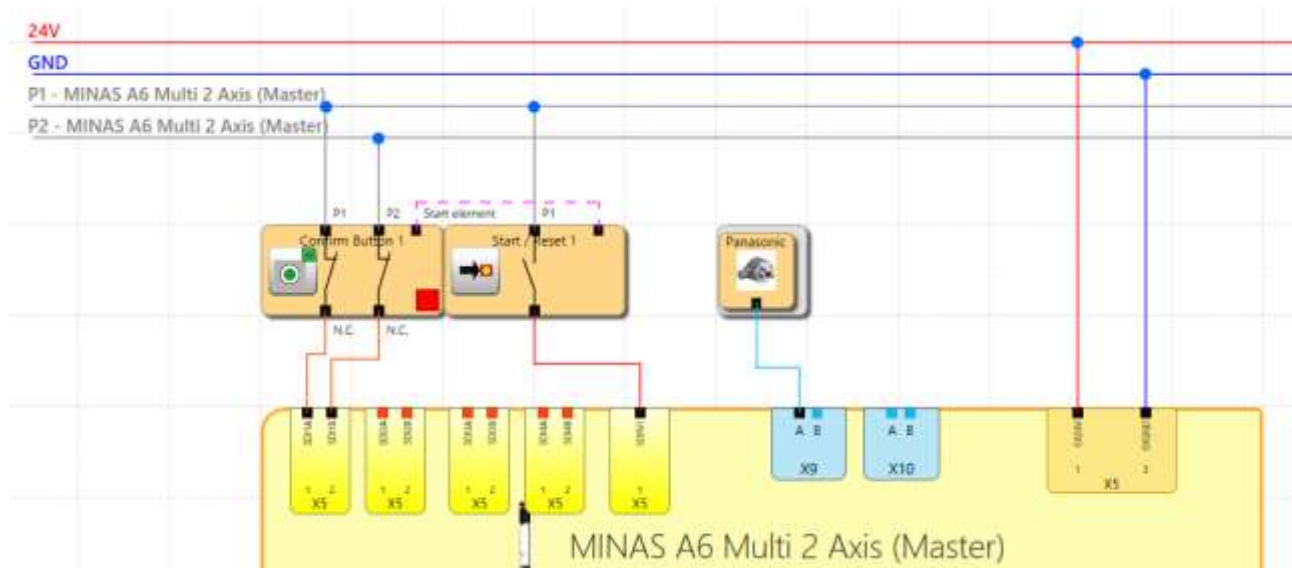 24V
GND
P1 - MINAS A6 Multi 2 Axis (Master)
P2 - MINAS A6 Multi 2 Axis (Master)
P1 P2 Start element P1
Confirm Button 1 Start / Reset 1 Panasonic
N.C. N.C.
A B A B
X9 X10
1 2 1 2 1 2 1 2 1 1 2
X5 X5 X5 X5 X5 X5
MINAS A6 Multi 2 Axis (Master)